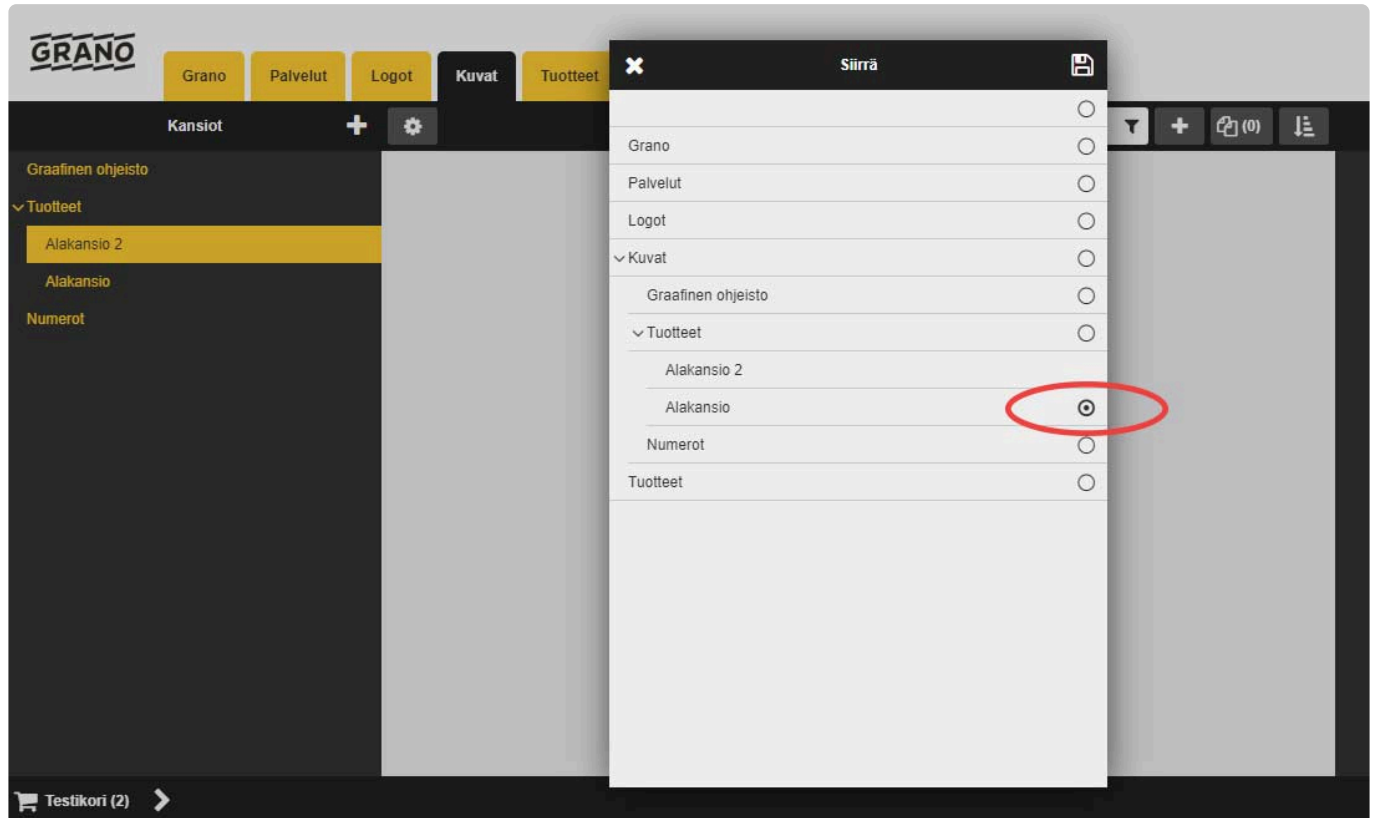 GRANO
Grano
Palvelut
Logot
Kuvat
Tuotteet
Kansiot
(0)
Graafinen ohjeisto
Tuotteet
Alakansio 2
Alakansio
Numerot
Siirrä
Grano
Palvelut
Logot
Kuvat
Graafinen ohjeisto
Tuotteet
Alakansio 2
Alakansio
Numerot
Tuotteet
Testikori (2)